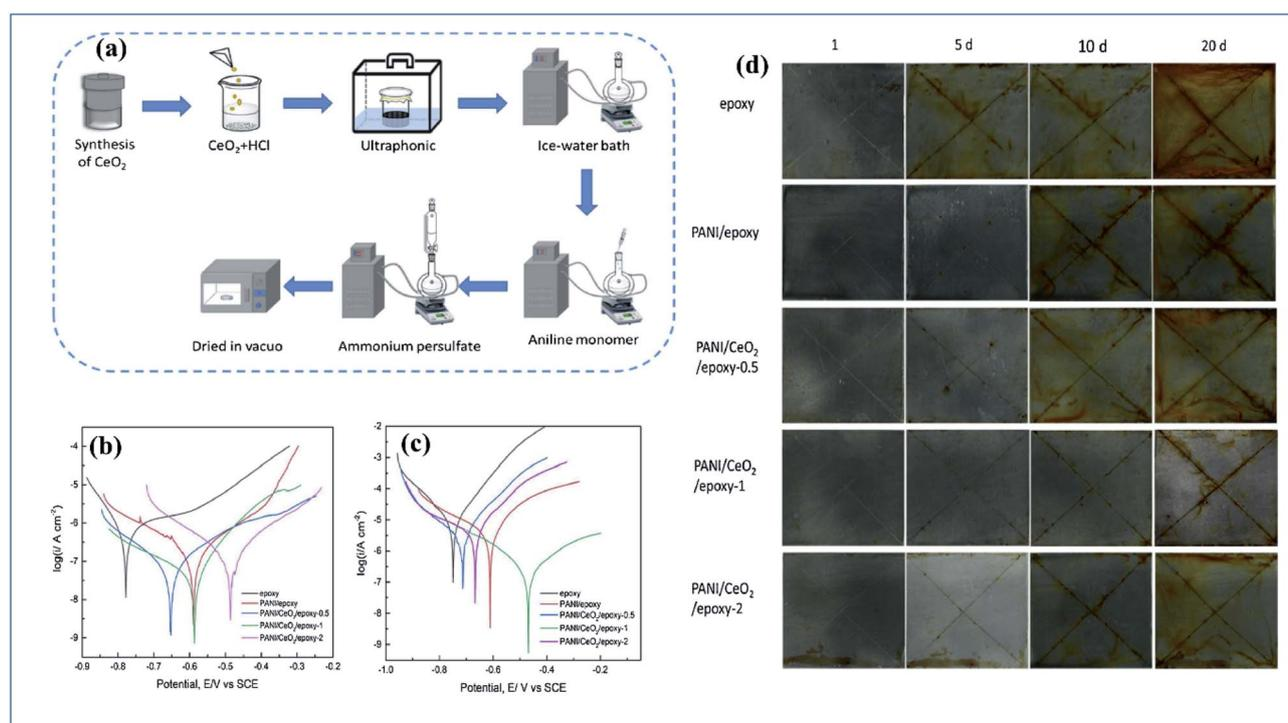 (a)
Synthesis
of CeO₂
CeO₂+HCl
Ultraphonic
Ice-water bath
Dried in vacuo
Ammonium persulfate
Aniline monomer
(b)
log(i/ A cm⁻²)
-4
-5
-6
-7
-8
-9
-0.9
-0.8
-0.7
-0.6
-0.5
-0.4
-0.3
-0.2
Potential, E/V vs SCE
epoxy
PANI/epoxy
PANI/CeO₂/epoxy-0.5
PANI/CeO₂/epoxy-1
PANI/CeO₂/epoxy-2
(c)
log(i/A cm⁻²)
-2
-3
-4
-5
-6
-7
-8
-9
-1.0
-0.8
-0.6
-0.4
-0.2
Potential, E/ V vs SCE
epoxy
PANI/epoxy
PANI/CeO₂/epoxy-0.5
PANI/CeO₂/epoxy-1
PANI/CeO₂/epoxy-2
(d)
1
5 d
10 d
20 d
epoxy
PANI/epoxy
PANI/CeO₂
/epoxy-0.5
PANI/CeO₂
/epoxy-1
PANI/CeO₂
/epoxy-2